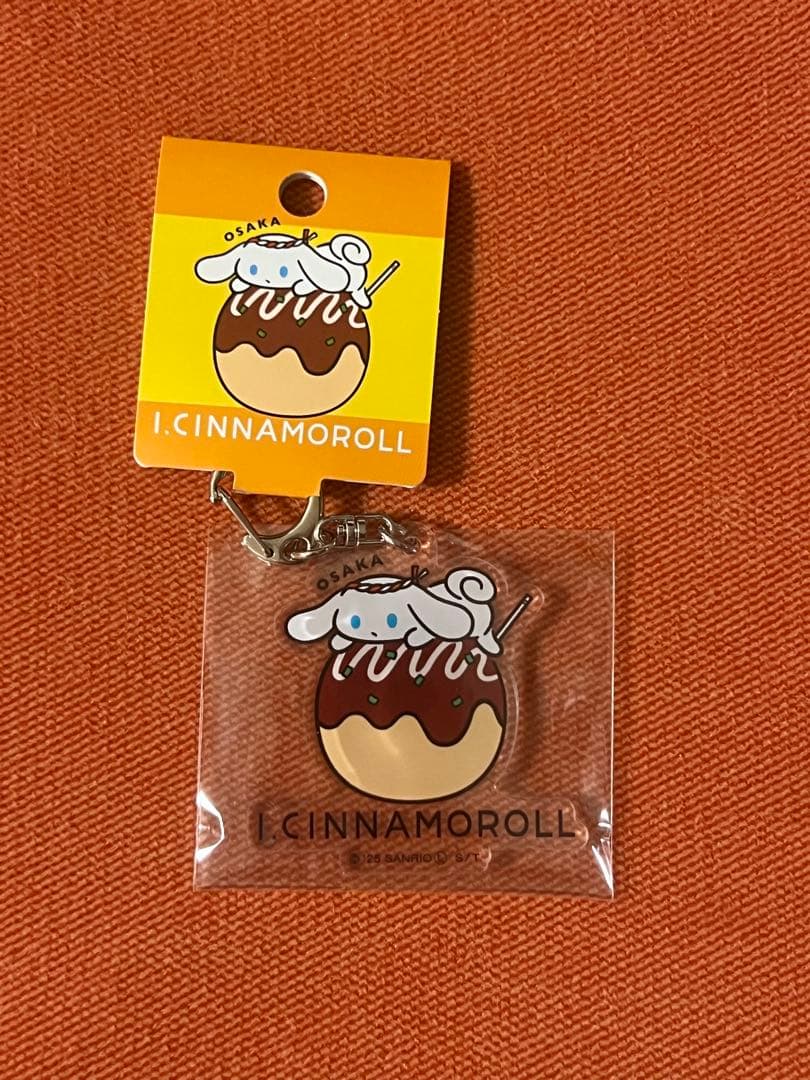 OSAKA
I.CINNAMOROLL
OSAKA
I.CINNAMOROLL
© '25 SANRIO Ⓛ S/T